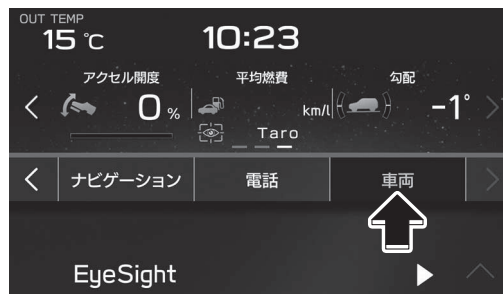 OUT TEMP
15 ℃ 10:23
アクセル開度 平均燃費 勾配
0 % km/l -1°
Taro
ナビゲーション 電話 車両
EyeSight